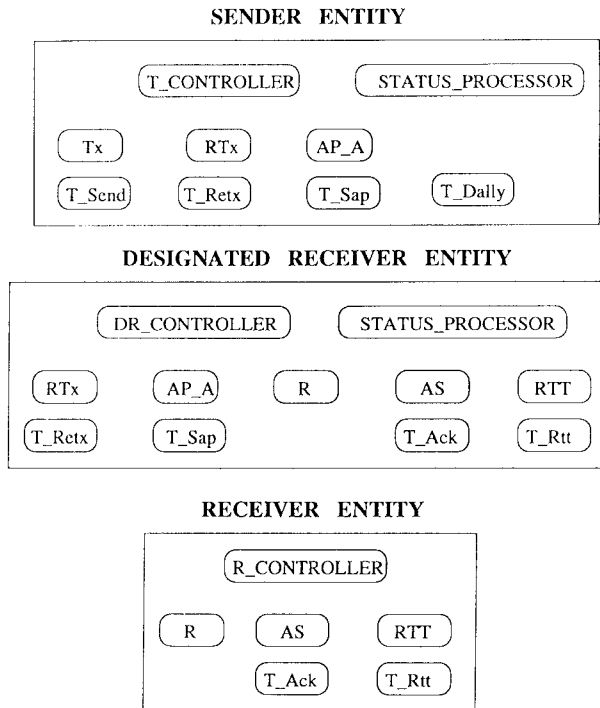 SENDER ENTITY
T_CONTROLLER STATUS_PROCESSOR
Tx RTx AP_A
T_Send T_Retx T_Sap T_Dally
DESIGNATED RECEIVER ENTITY
DR_CONTROLLER STATUS_PROCESSOR
RTx AP_A R AS RTT
T_Retx T_Sap T_Ack T_Rtt
RECEIVER ENTITY
R_CONTROLLER
R AS RTT
T_Ack T_Rtt